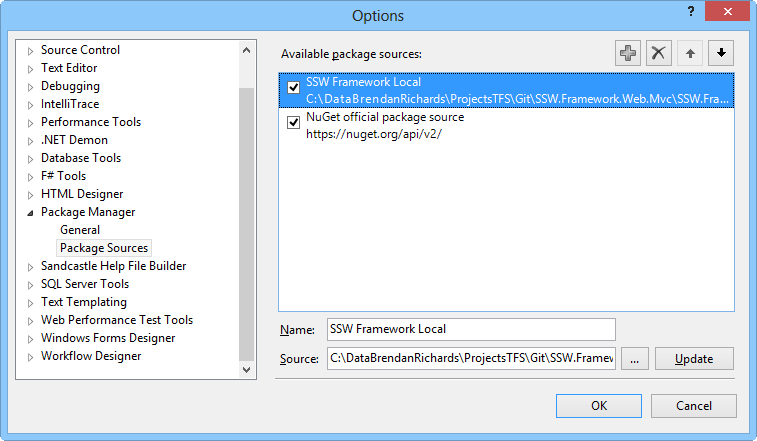 Options
?
Source Control
Text Editor
Debugging
IntelliTrace
Performance Tools
.NET Demon
Database Tools
F# Tools
HTML Designer
Package Manager
General
Package Sources
Sandcastle Help File Builder
SQL Server Tools
Text Templating
Web Performance Test Tools
Windows Forms Designer
Workflow Designer
Available package sources:
SSW Framework Local
C:\DataBrendanRichards\ProjectsTFS\Git\SSW.Framework.Web.Mvc\SSW.Fra...
NuGet official package source
https://nuget.org/api/v2/
Name: SSW Framework Local
Source: C:\DataBrendanRichards\ProjectsTFS\Git\SSW.Framew ... Update
OK Cancel